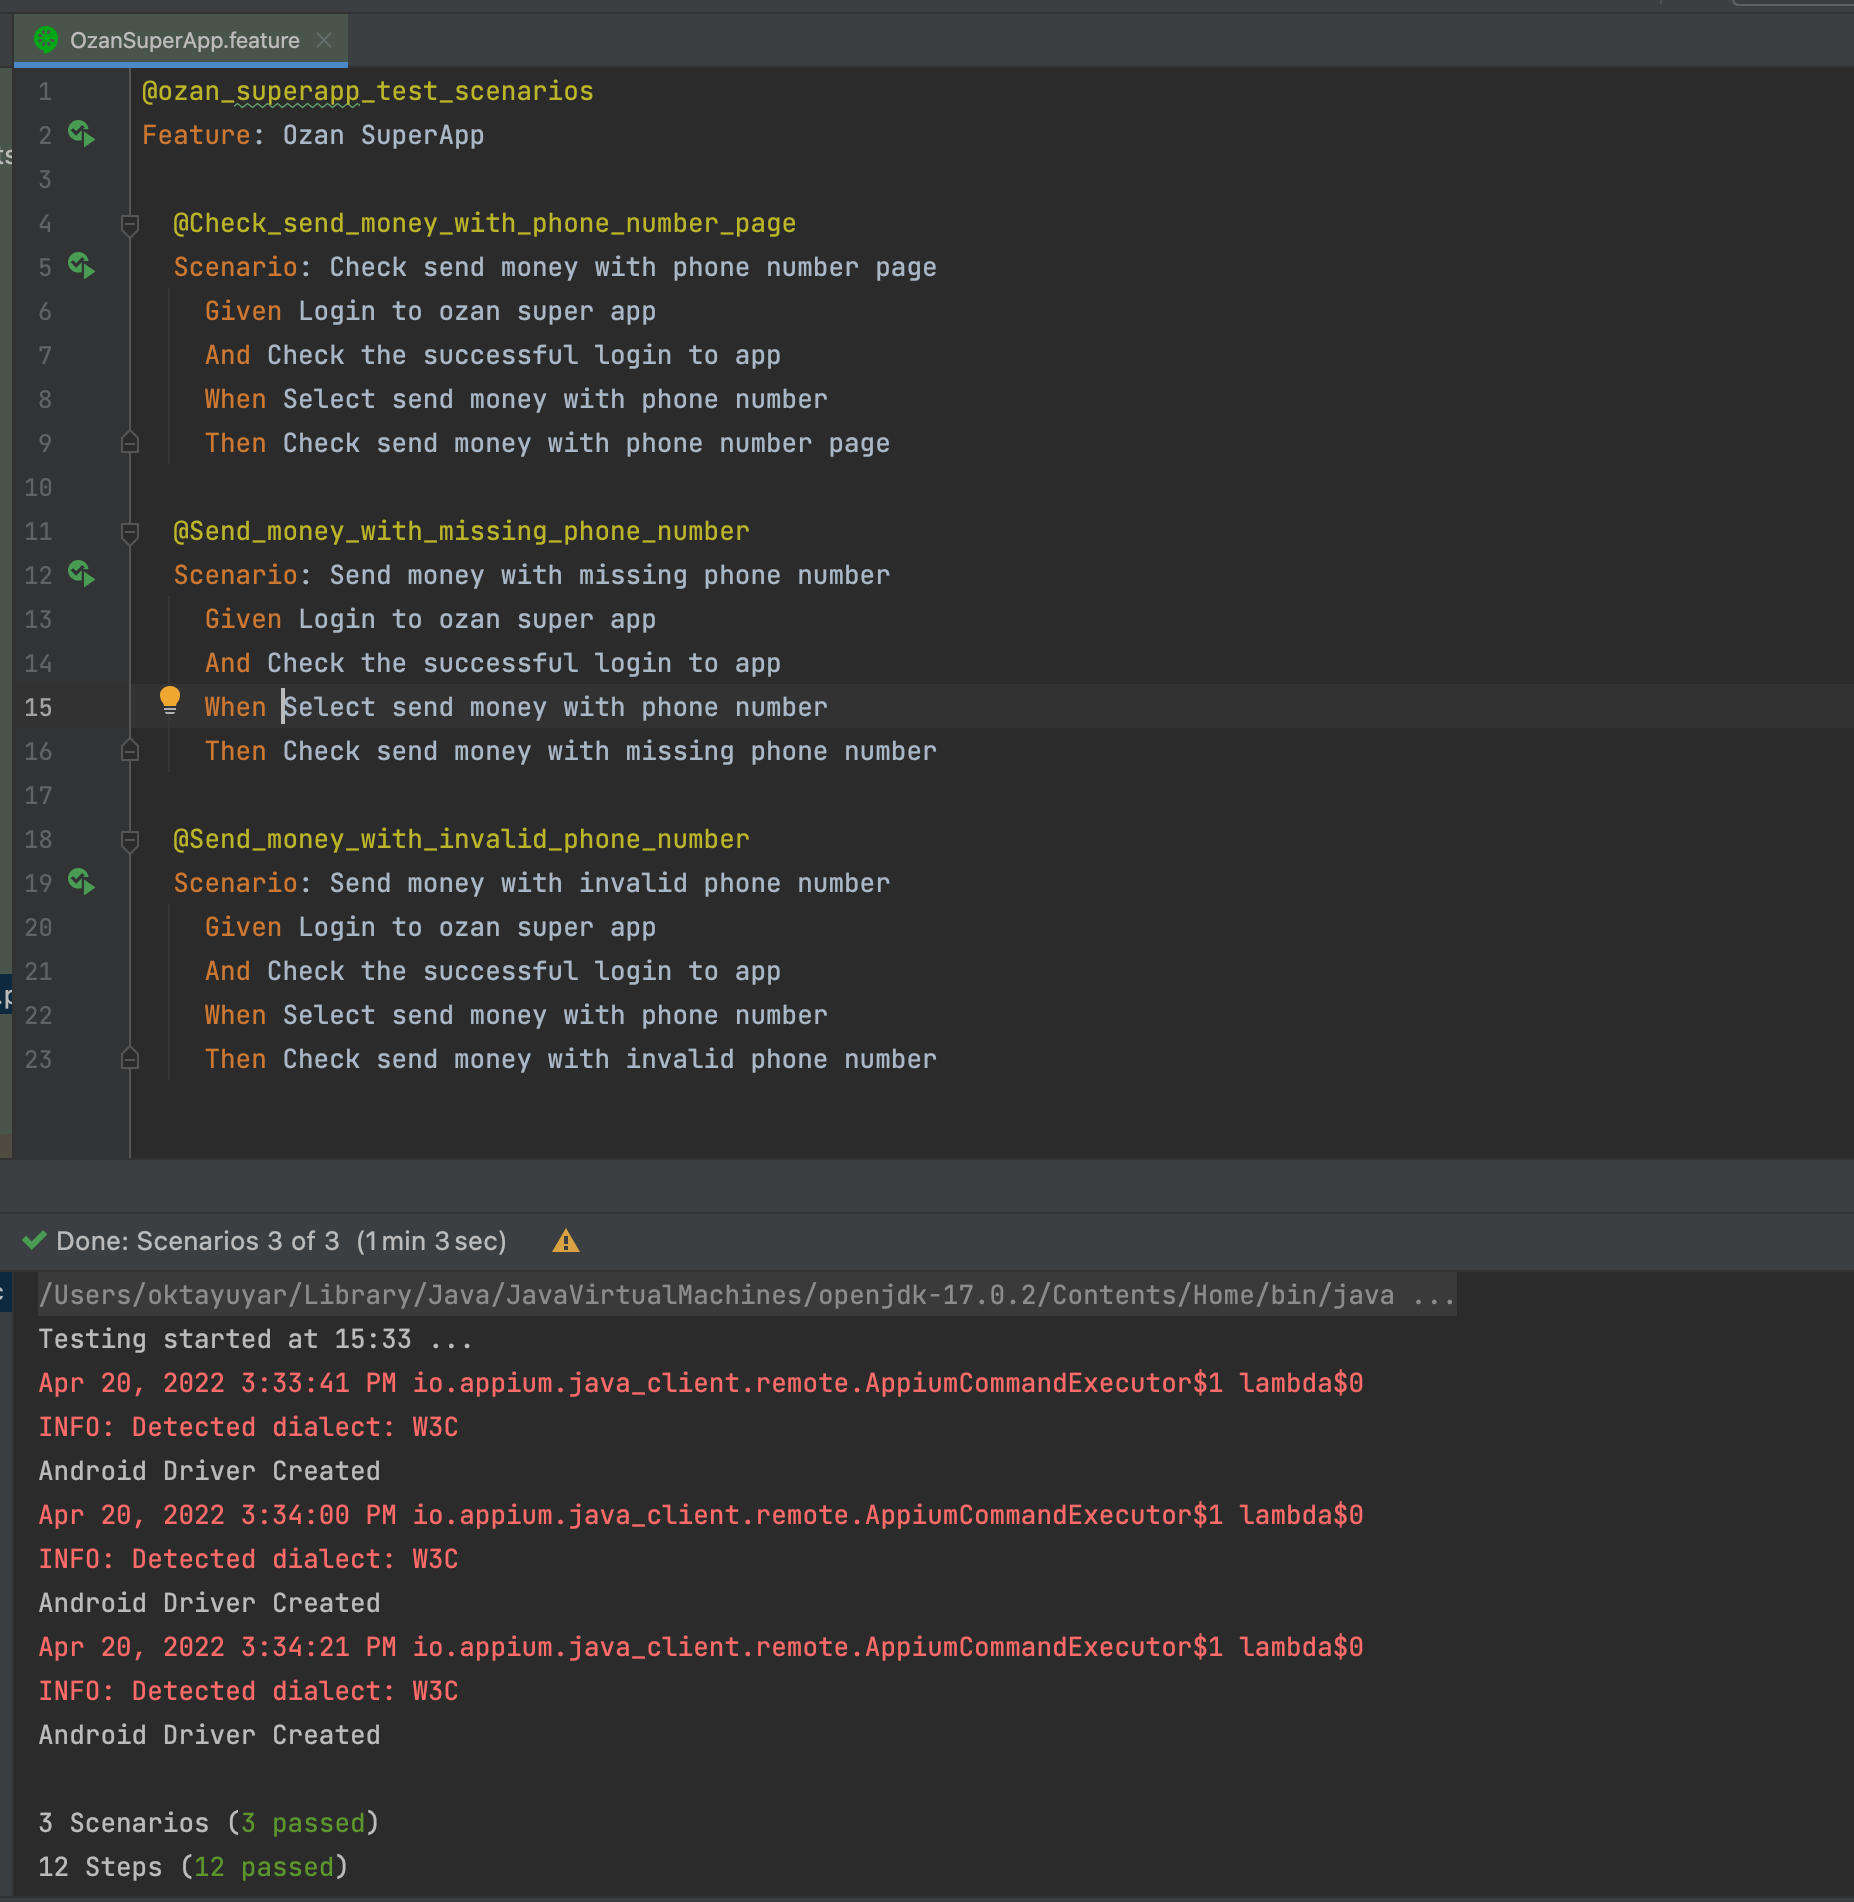 OzanSuperApp.feature
1 @ozan_superapp_test_scenarios
2 Feature: Ozan SuperApp
3
4 @Check_send_money_with_phone_number_page
5 Scenario: Check send money with phone number page
6 Given Login to ozan super app
7 And Check the successful login to app
8 When Select send money with phone number
9 Then Check send money with phone number page
10
11 @Send_money_with_missing_phone_number
12 Scenario: Send money with missing phone number
13 Given Login to ozan super app
14 And Check the successful login to app
15 When Select send money with phone number
16 Then Check send money with missing phone number
17
18 @Send_money_with_invalid_phone_number
19 Scenario: Send money with invalid phone number
20 Given Login to ozan super app
21 And Check the successful login to app
22 When Select send money with phone number
23 Then Check send money with invalid phone number
Done: Scenarios 3 of 3 (1 min 3 sec)
/Users/oktayuyar/Library/Java/JavaVirtualMachines/openjdk-17.0.2/Contents/Home/bin/java ...
Testing started at 15:33 ...
Apr 20, 2022 3:33:41 PM io.appium.java_client.remote.AppiumCommandExecutor$1 lambda$0
INFO: Detected dialect: W3C
Android Driver Created
Apr 20, 2022 3:34:00 PM io.appium.java_client.remote.AppiumCommandExecutor$1 lambda$0
INFO: Detected dialect: W3C
Android Driver Created
Apr 20, 2022 3:34:21 PM io.appium.java_client.remote.AppiumCommandExecutor$1 lambda$0
INFO: Detected dialect: W3C
Android Driver Created
3 Scenarios (3 passed)
12 Steps (12 passed)